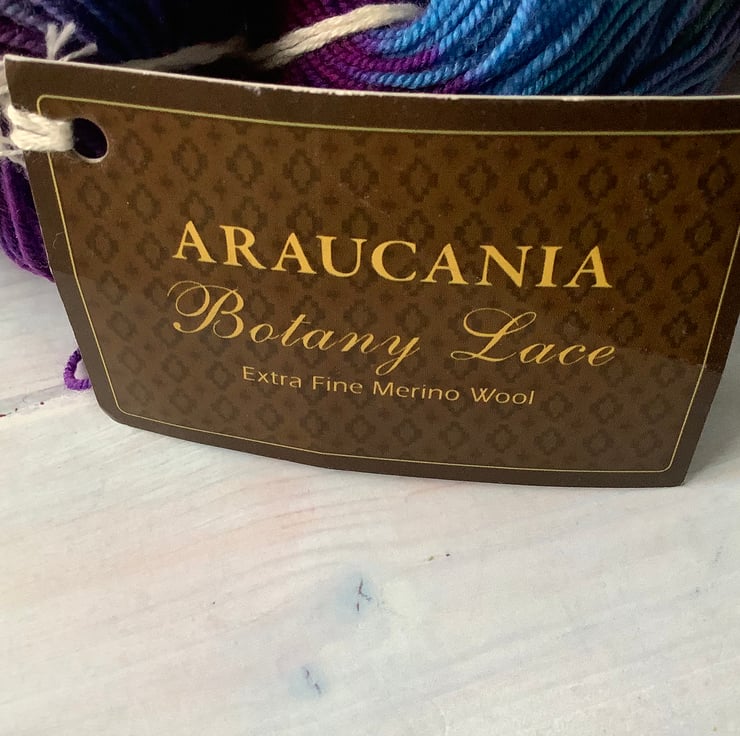 ARAUCANIA
Botany Lace
Extra Fine Merino Wool